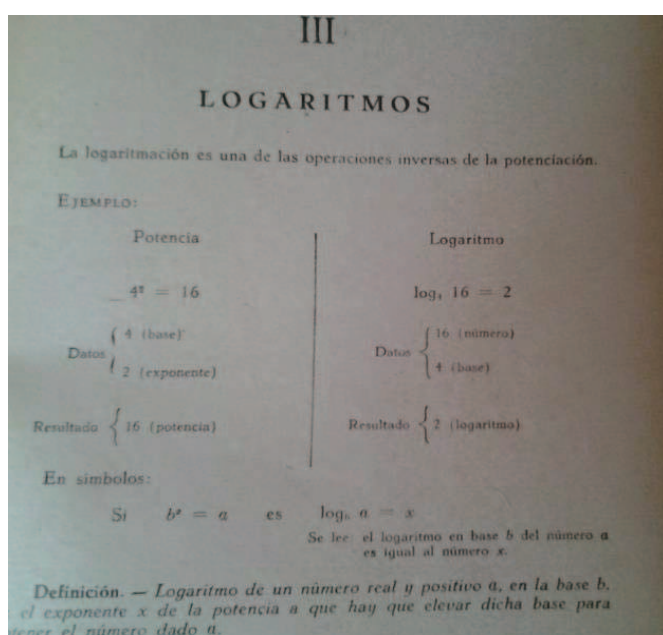 III
LOGARITMOS
La logaritmación es una de las operaciones inversas de la potenciación.
EJEMPLO:
Potencia
Logaritmo
4² = 16
log₄ 16 = 2
Datos { 4 (base)
2 (exponente)
Datos { 16 (número)
4 (base)
Resultado { 16 (potencia)
Resultado { 2 (logaritmo)
En símbolos:
Si bˣ = a es log_b a = x
Se lee: el logaritmo en base b del número a
es igual al número x.
Definición. — Logaritmo de un número real y positivo a, en la base b,
el exponente x de la potencia a que hay que elevar dicha base para
el número dado a.